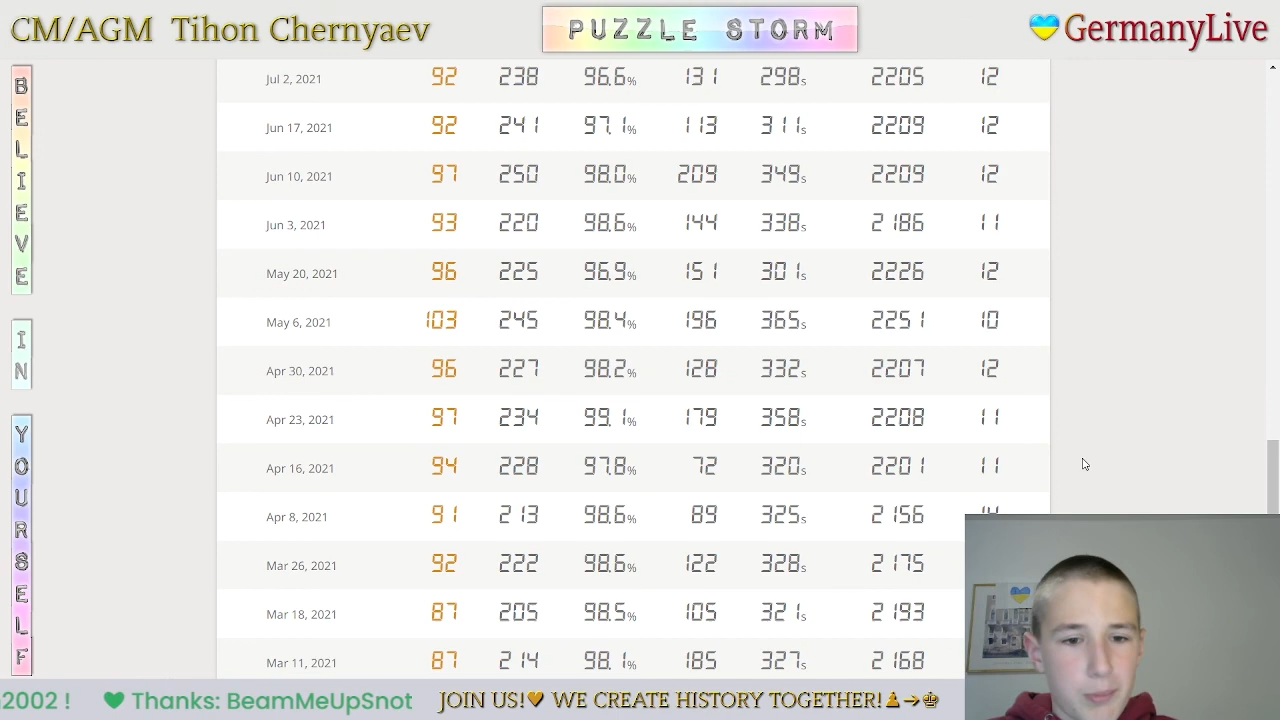 CM/AGM Tihon Chernyaev
PUZZLE STORM
GermanyLive
BELIEVE
IN
YOURSELF
Jul 2, 2021 92 238 96.6% 131 298s 2205 12
Jun 17, 2021 92 241 97.1% 113 311s 2209 12
Jun 10, 2021 97 250 98.0% 209 349s 2209 12
Jun 3, 2021 93 220 98.6% 144 338s 2186 11
May 20, 2021 96 225 96.9% 151 301s 2226 12
May 6, 2021 103 245 98.4% 196 365s 2251 10
Apr 30, 2021 96 227 98.2% 128 332s 2207 12
Apr 23, 2021 97 234 99.1% 179 358s 2208 11
Apr 16, 2021 94 228 97.8% 72 320s 2201 11
Apr 8, 2021 91 213 98.6% 89 325s 2156 14
Mar 26, 2021 92 222 98.6% 122 328s 2175
Mar 18, 2021 87 205 98.5% 105 321s 2193
Mar 11, 2021 87 214 98.1% 185 327s 2168
2002 ! 💚 Thanks: BeamMeUpSnot JOIN US!🧡 WE CREATE HISTORY TOGETHER!♟→♚